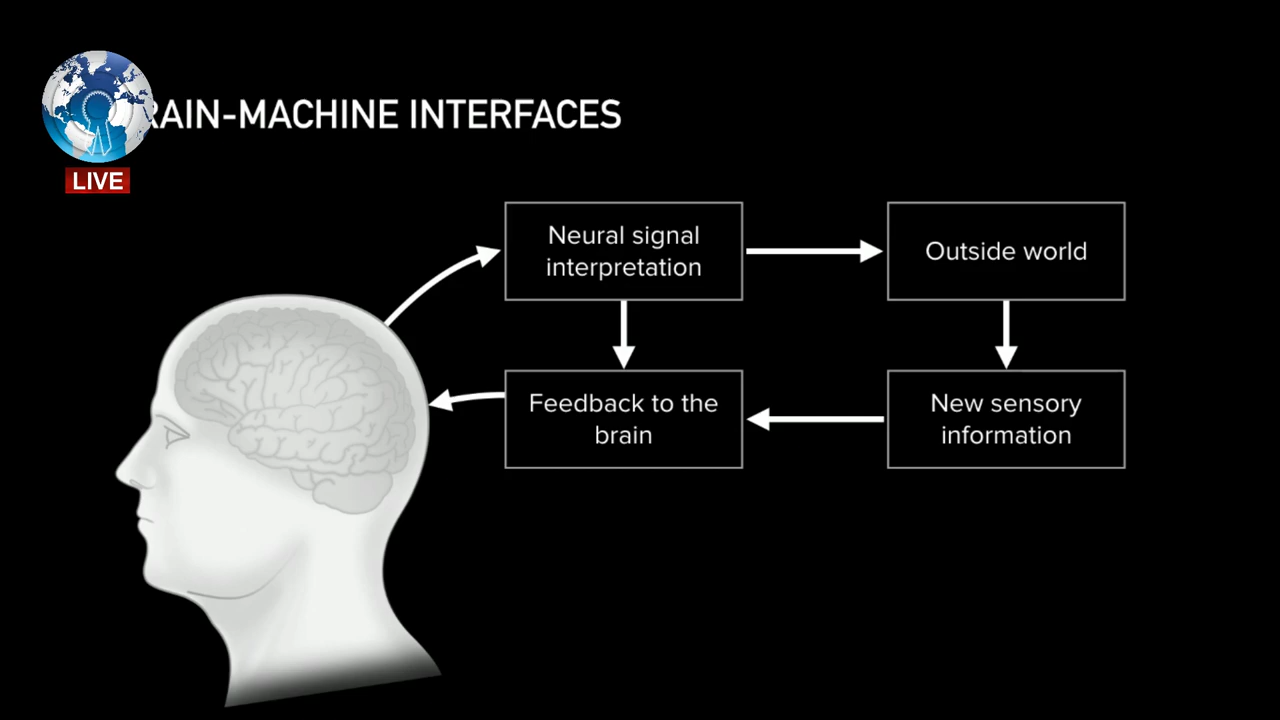 RAIN-MACHINE INTERFACES
LIVE
Neural signal
interpretation
Outside world
Feedback to the
brain
New sensory
information